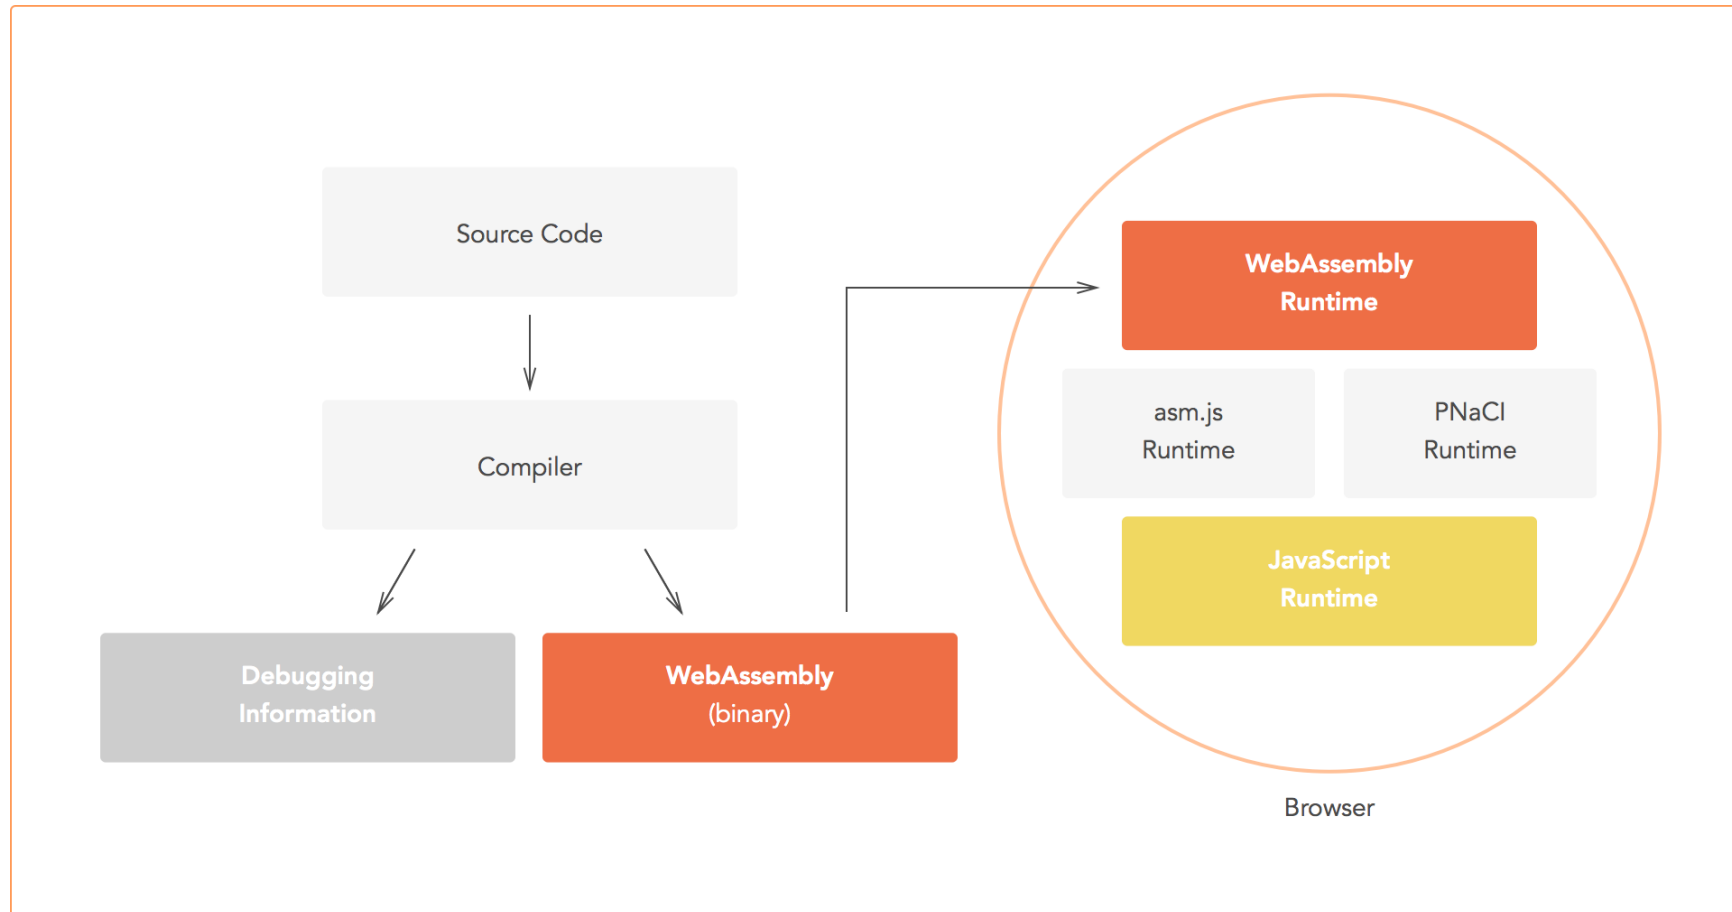 Source Code
Compiler
Debugging
Information
WebAssembly
(binary)
WebAssembly
Runtime
asm.js
Runtime
PNaCl
Runtime
JavaScript
Runtime
Browser